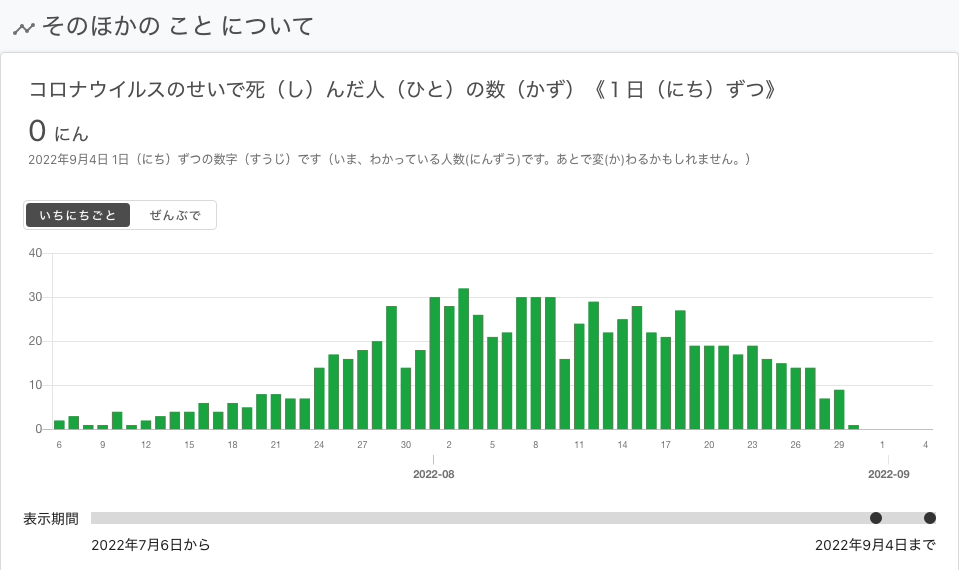 そのほかの こと について
コロナウイルスのせいで死（し）んだ人（ひと）の数（かず）《１日（にち）ずつ》
0 にん
2022年9月4日 1日（にち）ずつの数字（すうじ）です（いま、わかっている人数(にんずう)です。あとで変(か)わるかもしれません。）
いちにちごと ぜんぶで
40
30
20
10
0
6 9 12 15 18 21 24 27 30 2 5 8 11 14 17 20 23 26 29 1 4
2022-08 2022-09
表示期間
2022年7月6日から 2022年9月4日まで